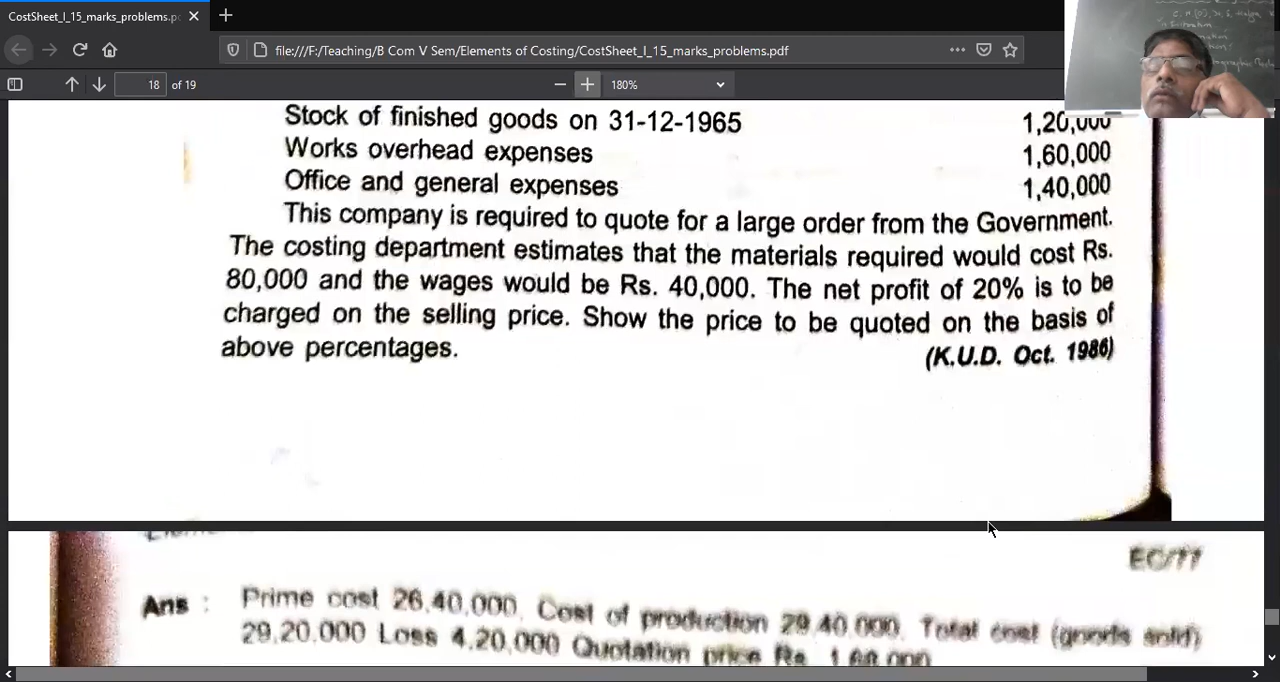 CostSheet_I_15_marks_problems.pd
file:///F:/Teaching/B Com V Sem/Elements of Costing/CostSheet_I_15_marks_problems.pdf
18 of 19
180%
Stock of finished goods on 31-12-1965 1,20,000
Works overhead expenses 1,60,000
Office and general expenses 1,40,000
This company is required to quote for a large order from the Government.
The costing department estimates that the materials required would cost Rs.
80,000 and the wages would be Rs. 40,000. The net profit of 20% is to be
charged on the selling price. Show the price to be quoted on the basis of
above percentages. (K.U.D. Oct. 1986)
Ans : Prime cost 26,40,000, Cost of production 29,40,000, Total cost (goods sold)
29,20,000 Loss 4,20,000 Quotation price Rs.